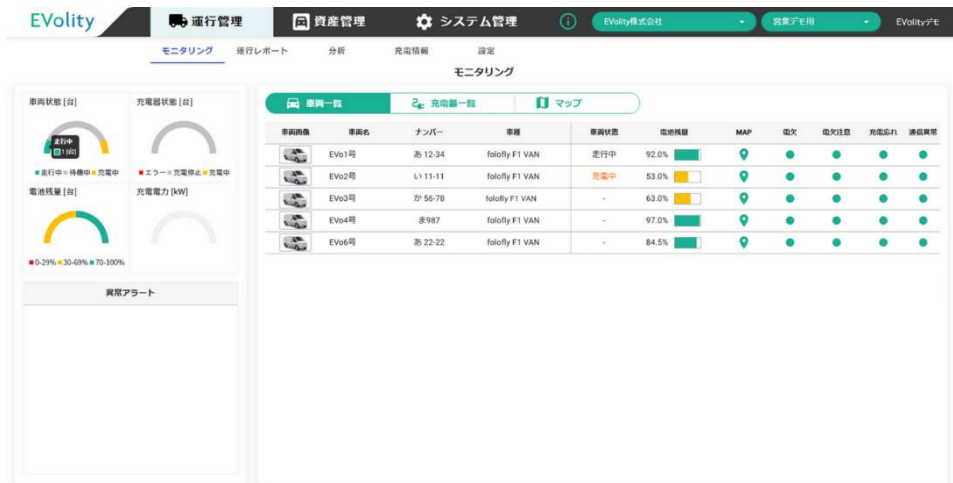 EVolity
運行管理
資産管理
システム管理
EVolity株式会社
営業デモ用
EVolityデモ
モニタリング 運行レポート 分析 充電情報 設定
モニタリング
車両状態 [台]
走行中
1 [台]
走行中 待機中 充電中
充電器状態 [台]
エラー 充電停止 充電中
電池残量 [台]
0-29% 30-69% 70-100%
充電電力 [kW]
異常アラート
車両一覧 充電器一覧 マップ
車両画像 車両名 ナンバー 車種 車両状態 電池残量 MAP 電欠 電欠注意 充電忘れ 通信異常
EVo1号 あ 12-34 folofly F1 VAN 走行中 92.0%
EVo2号 い 11-11 folofly F1 VAN 充電中 53.0%
EVo3号 か 56-78 folofly F1 VAN - 63.0%
EVo4号 ま987 folofly F1 VAN - 97.0%
EVo6号 あ 22-22 folofly F1 VAN - 84.5%